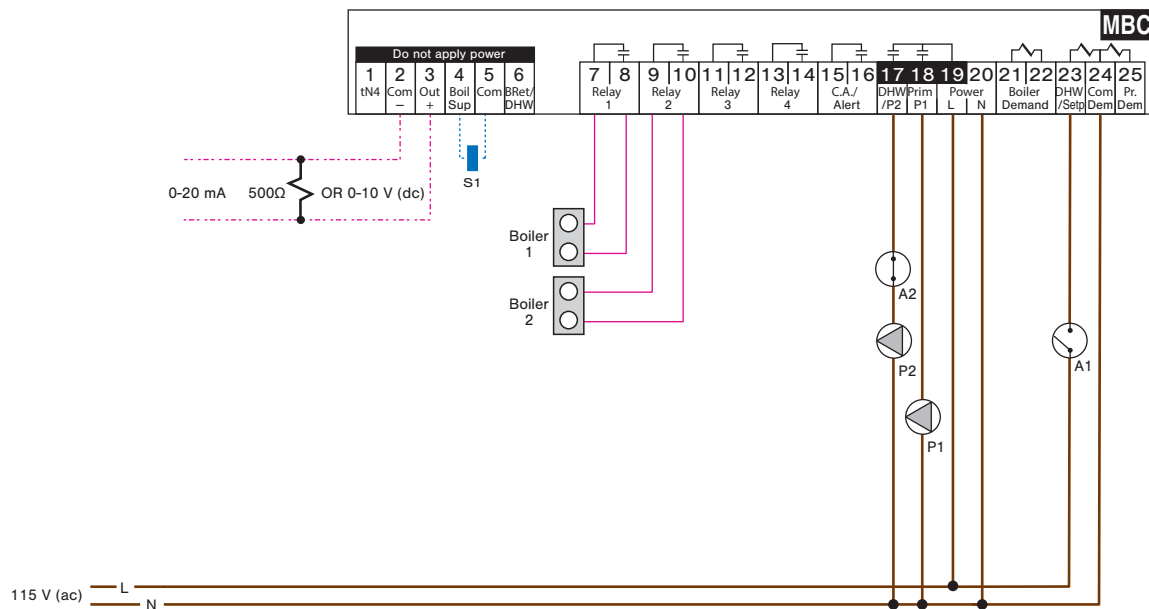 MBC
Do not apply power
1 2 3 4 5 6 7 8 9 10 11 12 13 14 15 16 17 18 19 20 21 22 23 24 25
tN4
Com
−
Out
+
Boil
Sup
Com
BRet/
DHW
Relay
1
Relay
2
Relay
3
Relay
4
C.A./
Alert
DHW
/P2
Prim
P1
Power
L N
Boiler
Demand
DHW
/Setp
Com
Dem
Pr.
Dem
S1
0-20 mA 500Ω OR 0-10 V (dc)
Boiler
1
Boiler
2
A2
P2
A1
P1
115 V (ac)
L
N